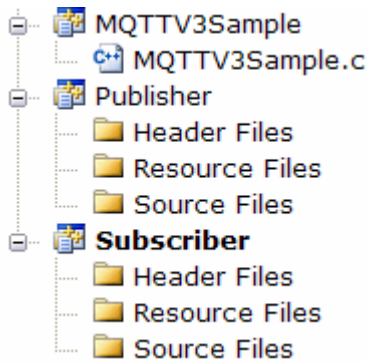 MQTTV3Sample
MQTTV3Sample.c
Publisher
Header Files
Resource Files
Source Files
Subscriber
Header Files
Resource Files
Source Files